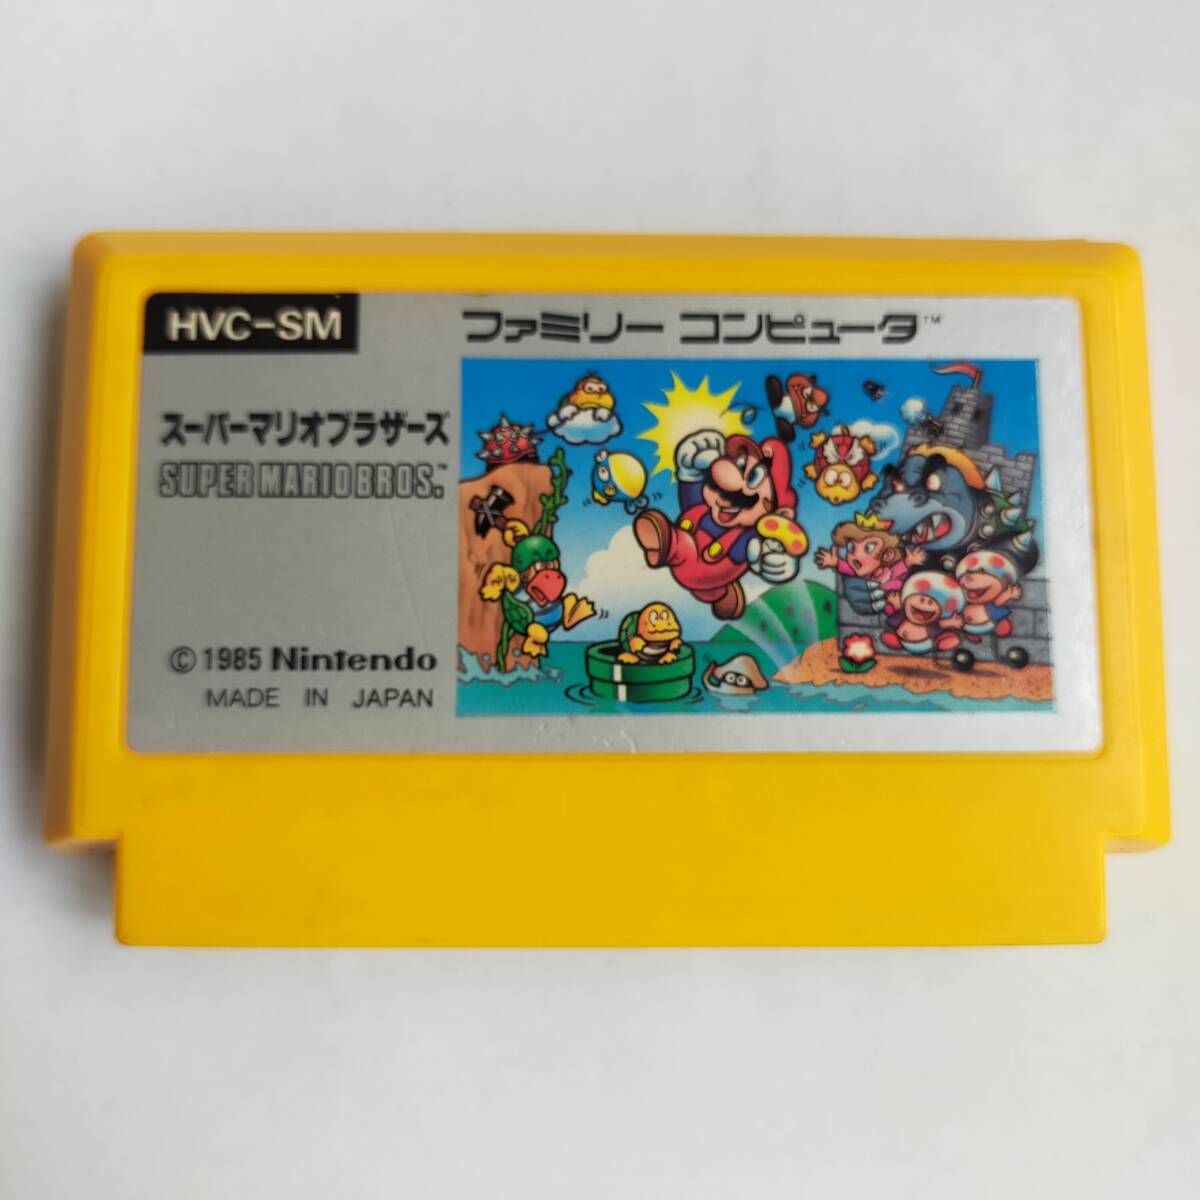 HVC-SM
ファミリー コンピュータ™
スーパーマリオブラザーズ
SUPER MARIO BROS.™
© 1985 Nintendo
MADE IN JAPAN